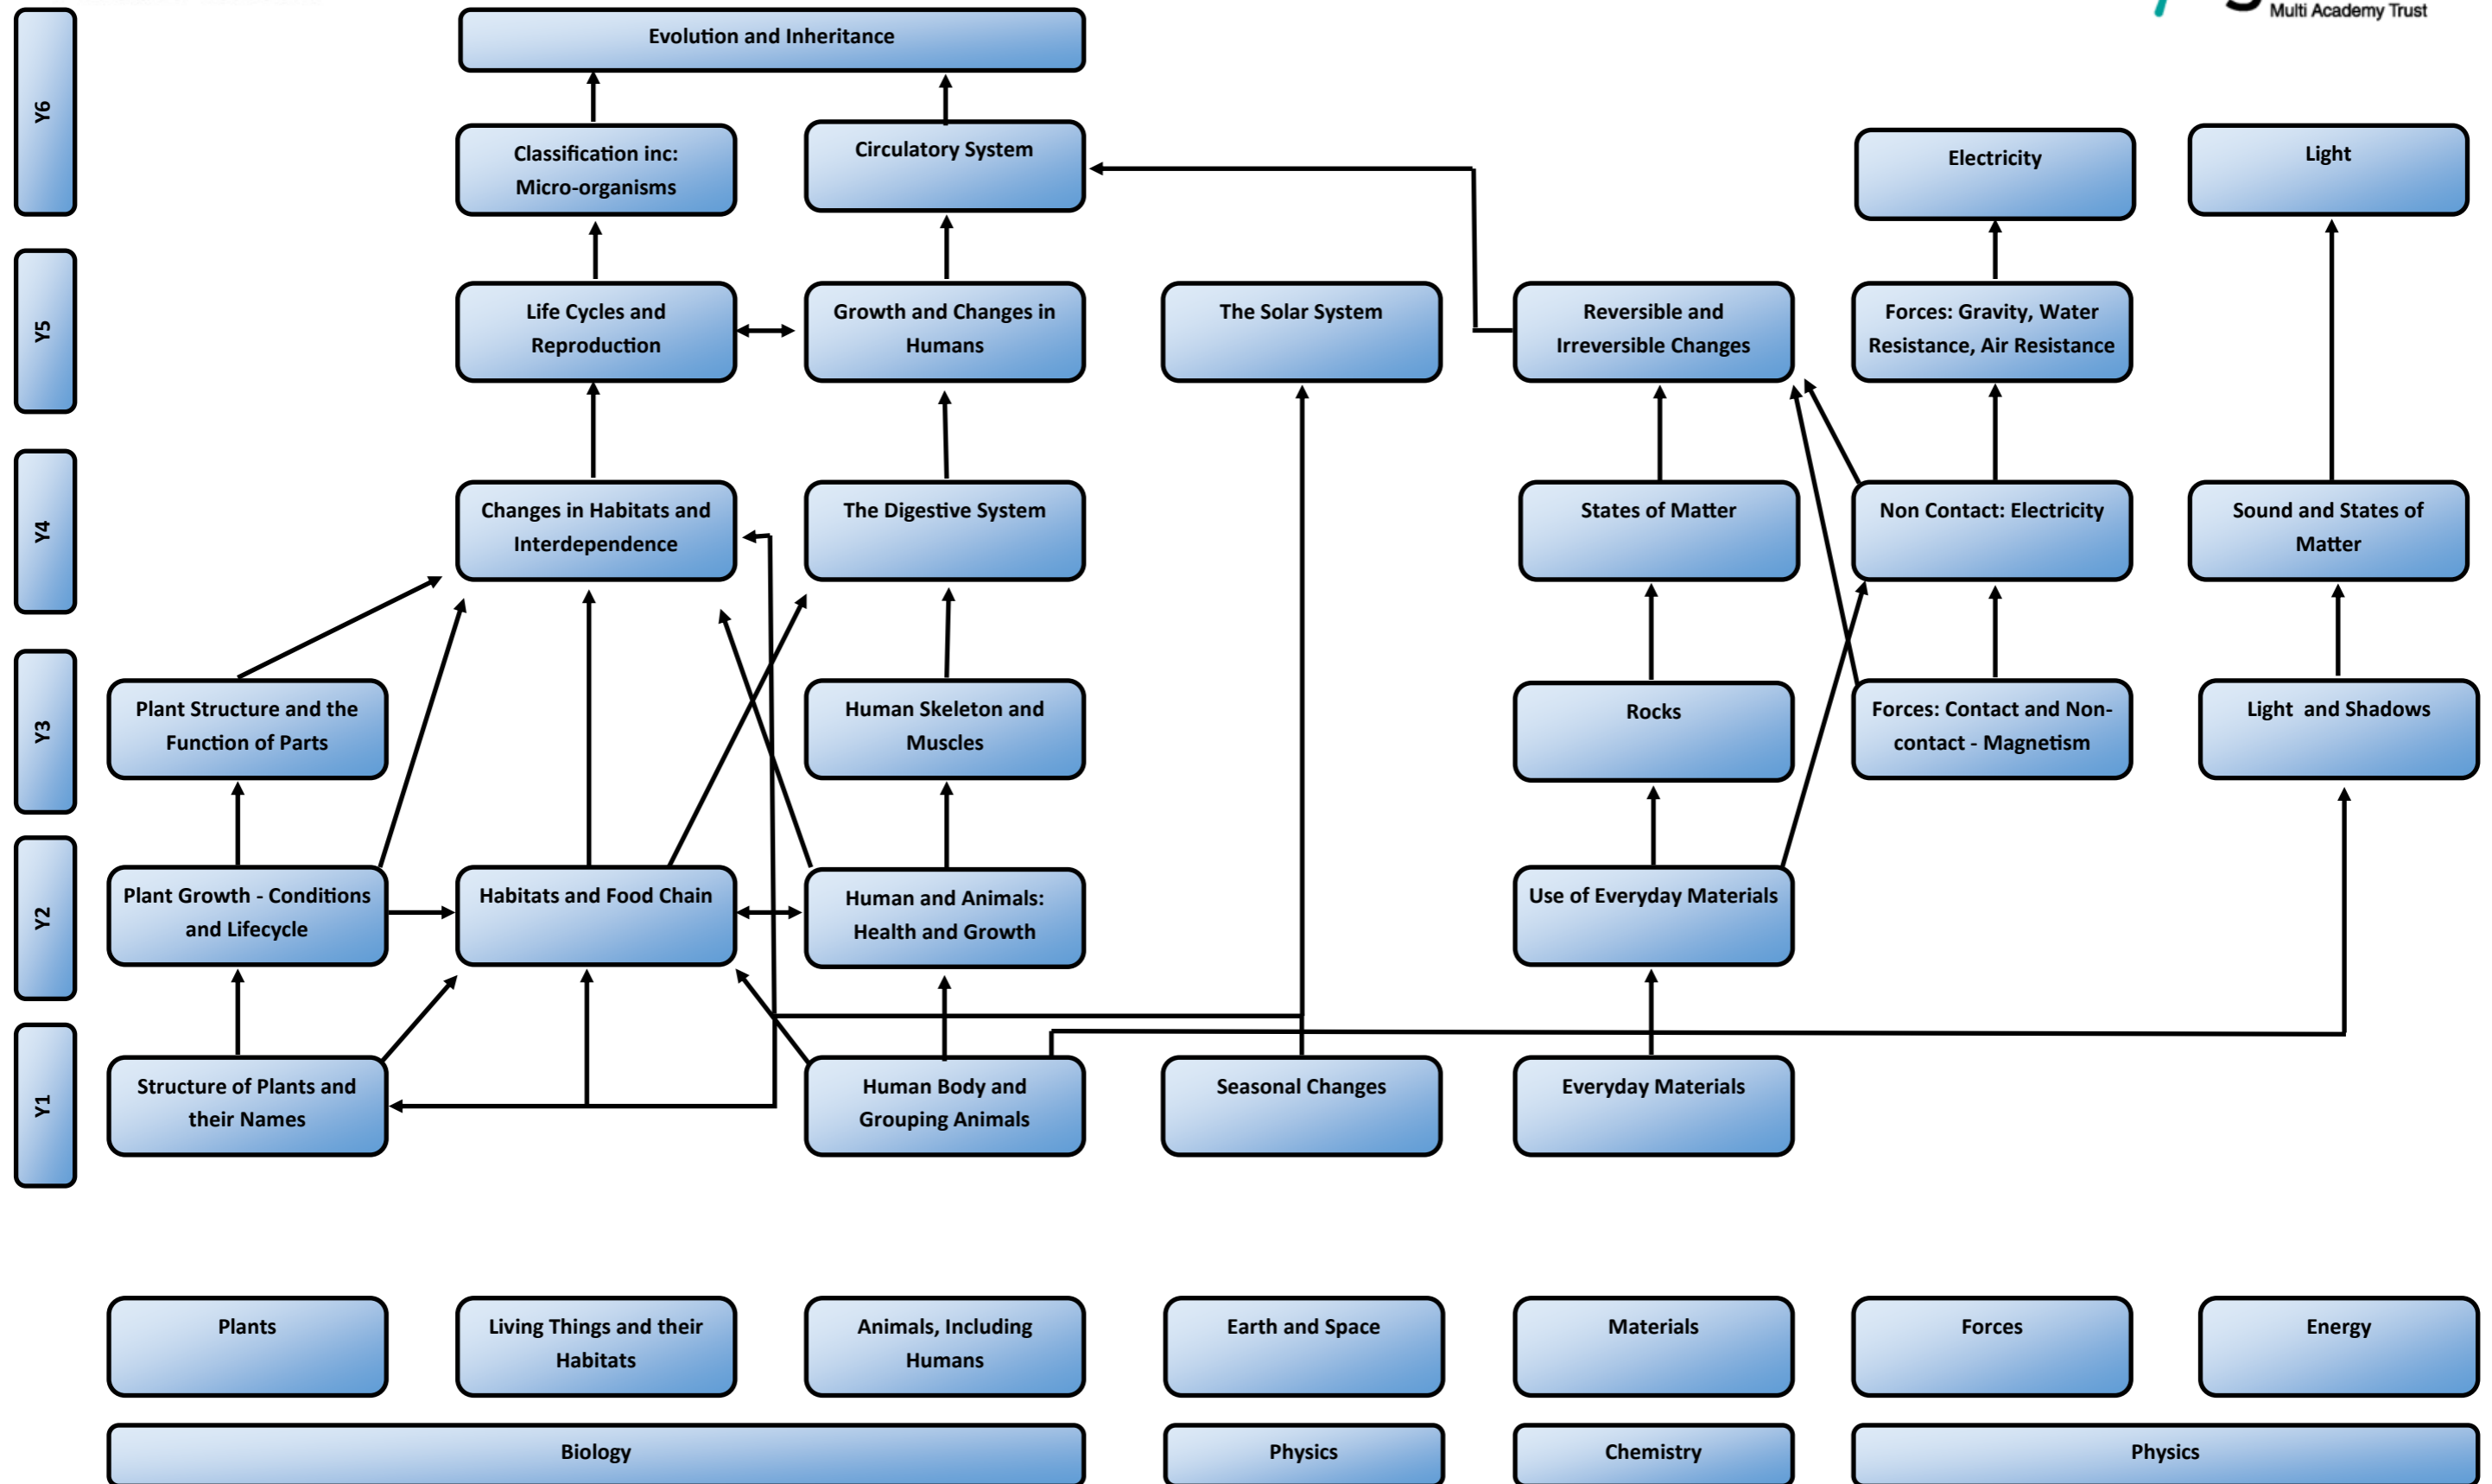 Multi Academy Trust
Y6
Evolution and Inheritance
Classification inc:
Micro-organisms
Circulatory System
Electricity
Light
Y5
Life Cycles and
Reproduction
Growth and Changes in
Humans
The Solar System
Reversible and
Irreversible Changes
Forces: Gravity, Water
Resistance, Air Resistance
Y4
Changes in Habitats and
Interdependence
The Digestive System
States of Matter
Non Contact: Electricity
Sound and States of
Matter
Y3
Plant Structure and the
Function of Parts
Human Skeleton and
Muscles
Rocks
Forces: Contact and Non-
contact - Magnetism
Light and Shadows
Y2
Plant Growth - Conditions
and Lifecycle
Habitats and Food Chain
Human and Animals:
Health and Growth
Use of Everyday Materials
Y1
Structure of Plants and
their Names
Human Body and
Grouping Animals
Seasonal Changes
Everyday Materials
Plants
Living Things and their
Habitats
Animals, Including
Humans
Earth and Space
Materials
Forces
Energy
Biology
Physics
Chemistry
Physics